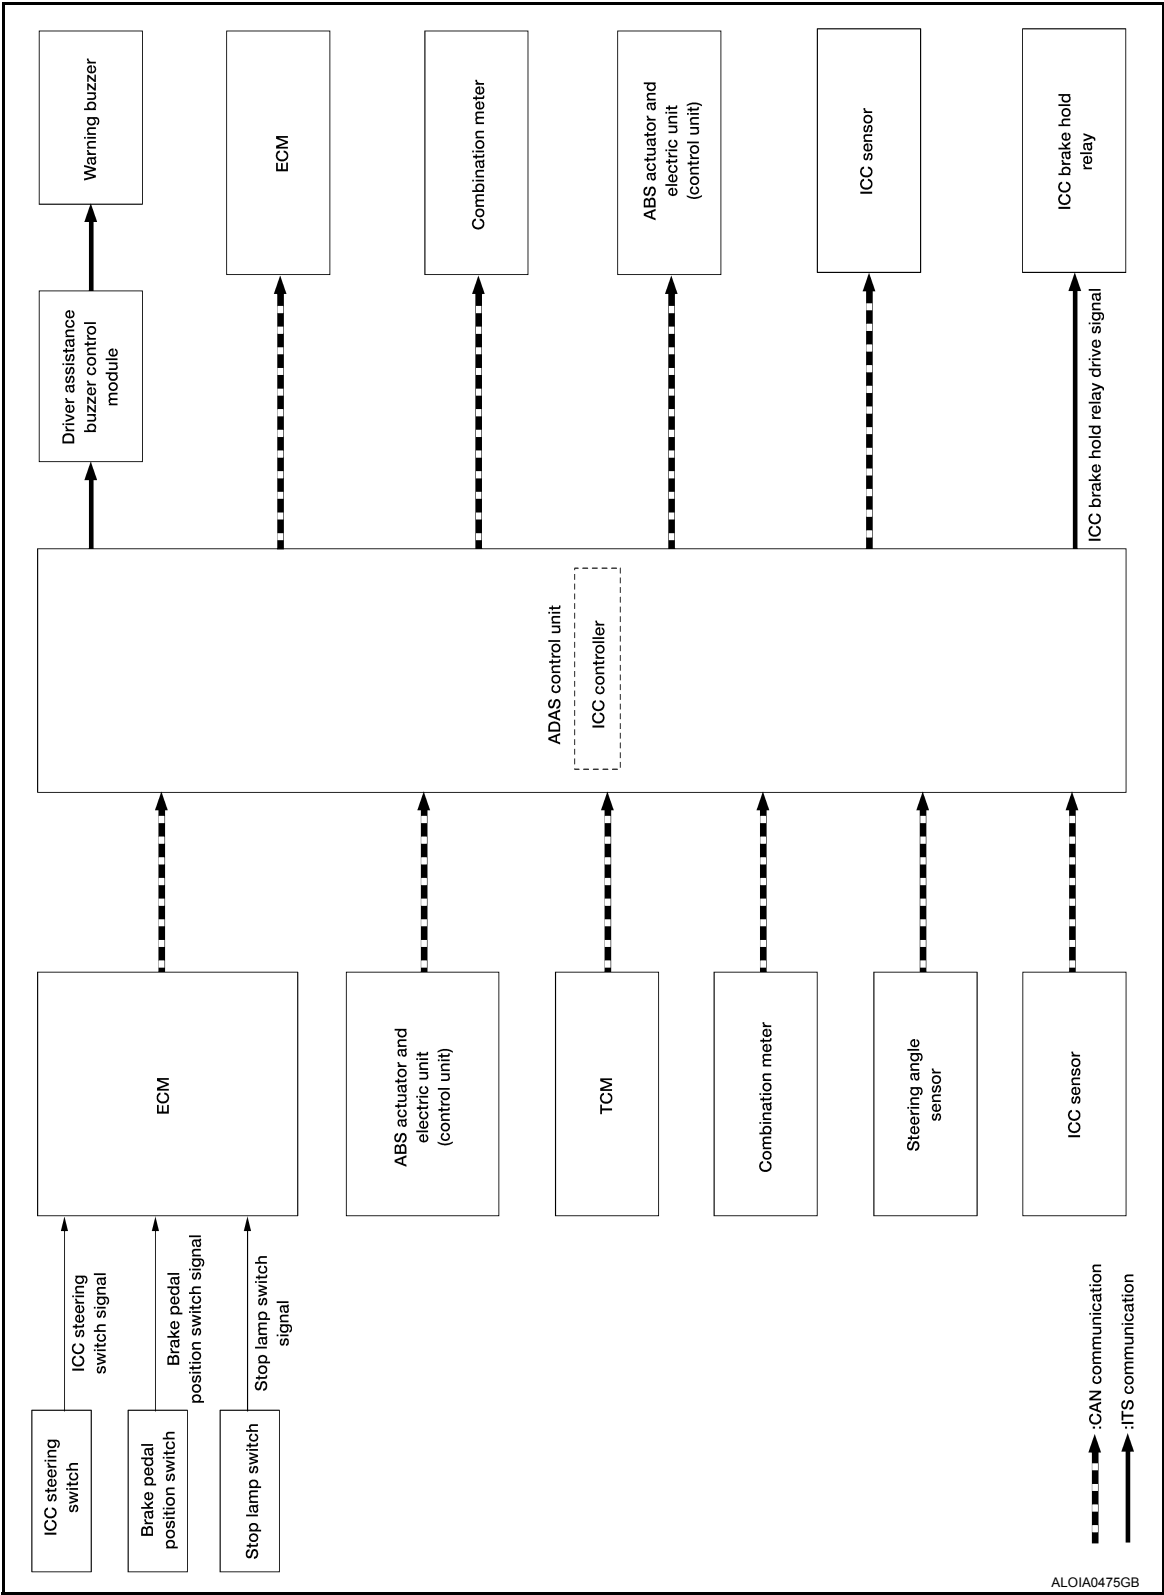 ICC steering
switch
ICC steering
switch signal
Brake pedal
position switch
Brake pedal
position switch signal
Stop lamp switch
Stop lamp switch
signal
ECM
ABS actuator and
electric unit
(control unit)
TCM
Combination meter
Steering angle
sensor
ICC sensor
ADAS control unit
ICC controller
Driver assistance
buzzer control
module
Warning buzzer
ECM
Combination meter
ABS actuator and
electric unit
(control unit)
ICC sensor
ICC brake hold relay drive signal
ICC brake hold
relay
:CAN communication
:ITS communication
ALOIA0475GB